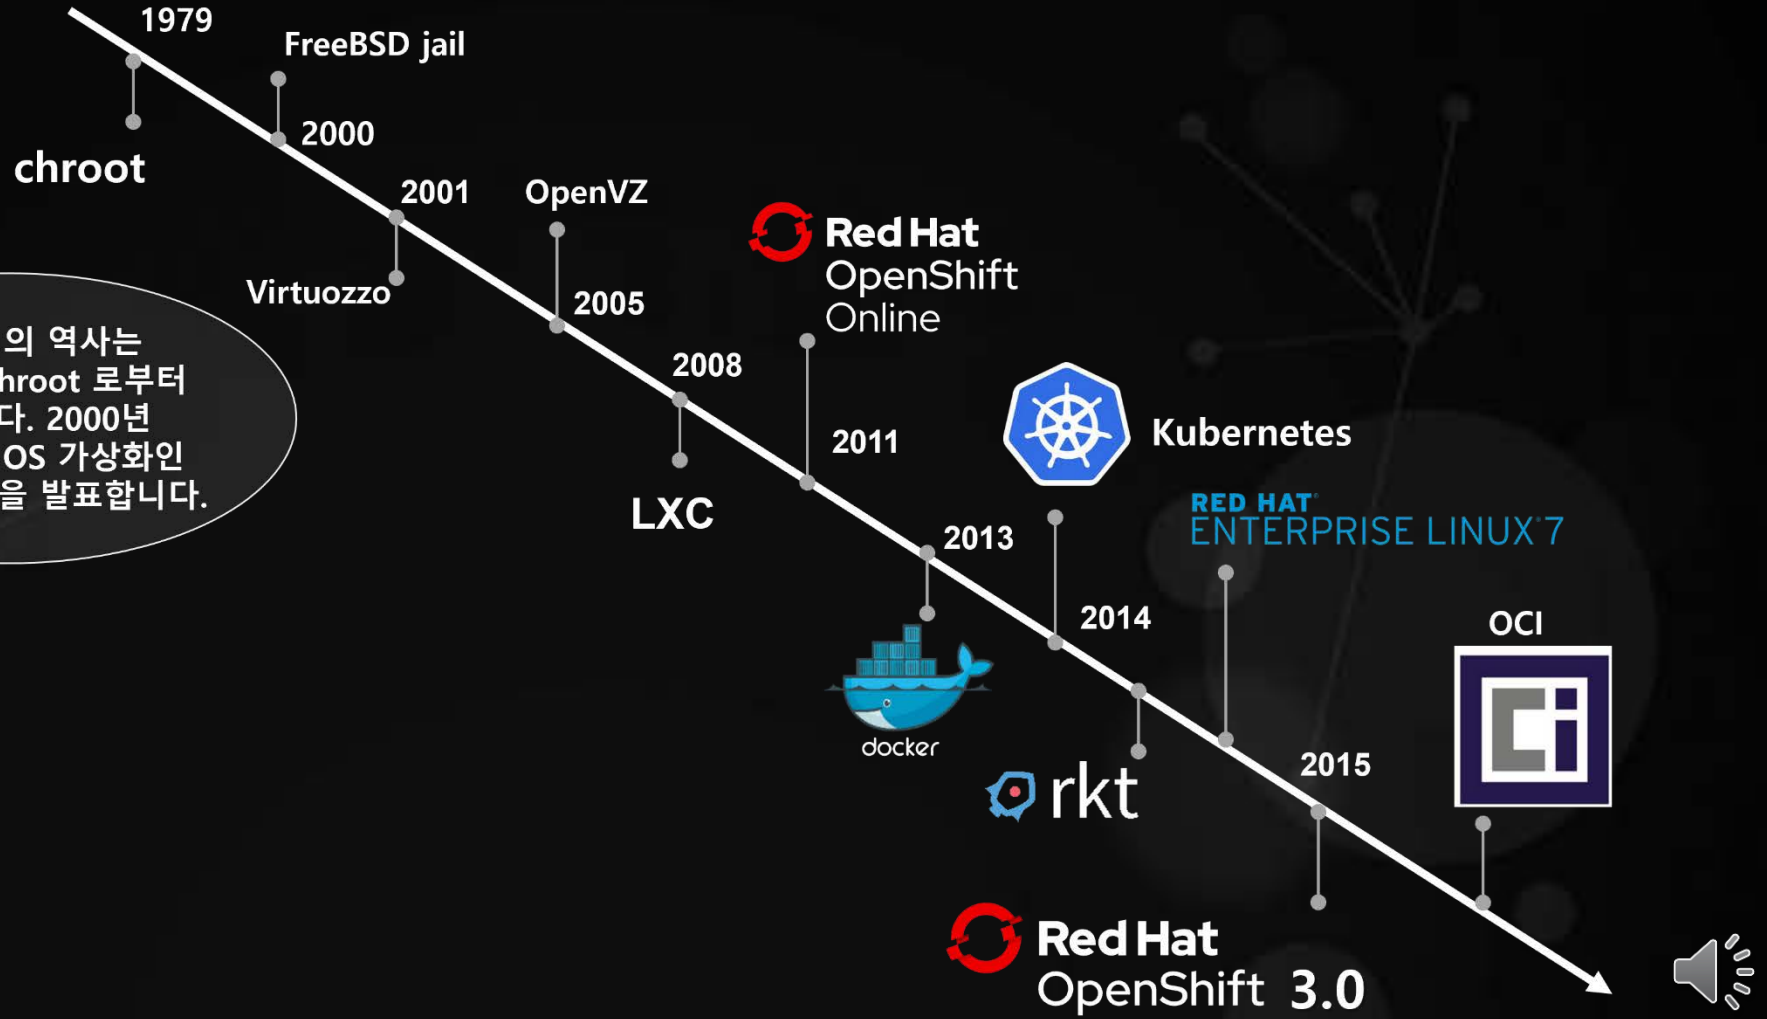 1979
FreeBSD jail
2000
chroot
2001
OpenVZ
Virtuozzo
2005
Red Hat
OpenShift
Online
의 역사는
hroot 로부터
다. 2000년
OS 가상화인
을 발표합니다.
2008
LXC
2011
Kubernetes
RED HAT
ENTERPRISE LINUX 7
2013
2014
docker
rkt
OCI
Ci
2015
Red Hat
OpenShift 3.0